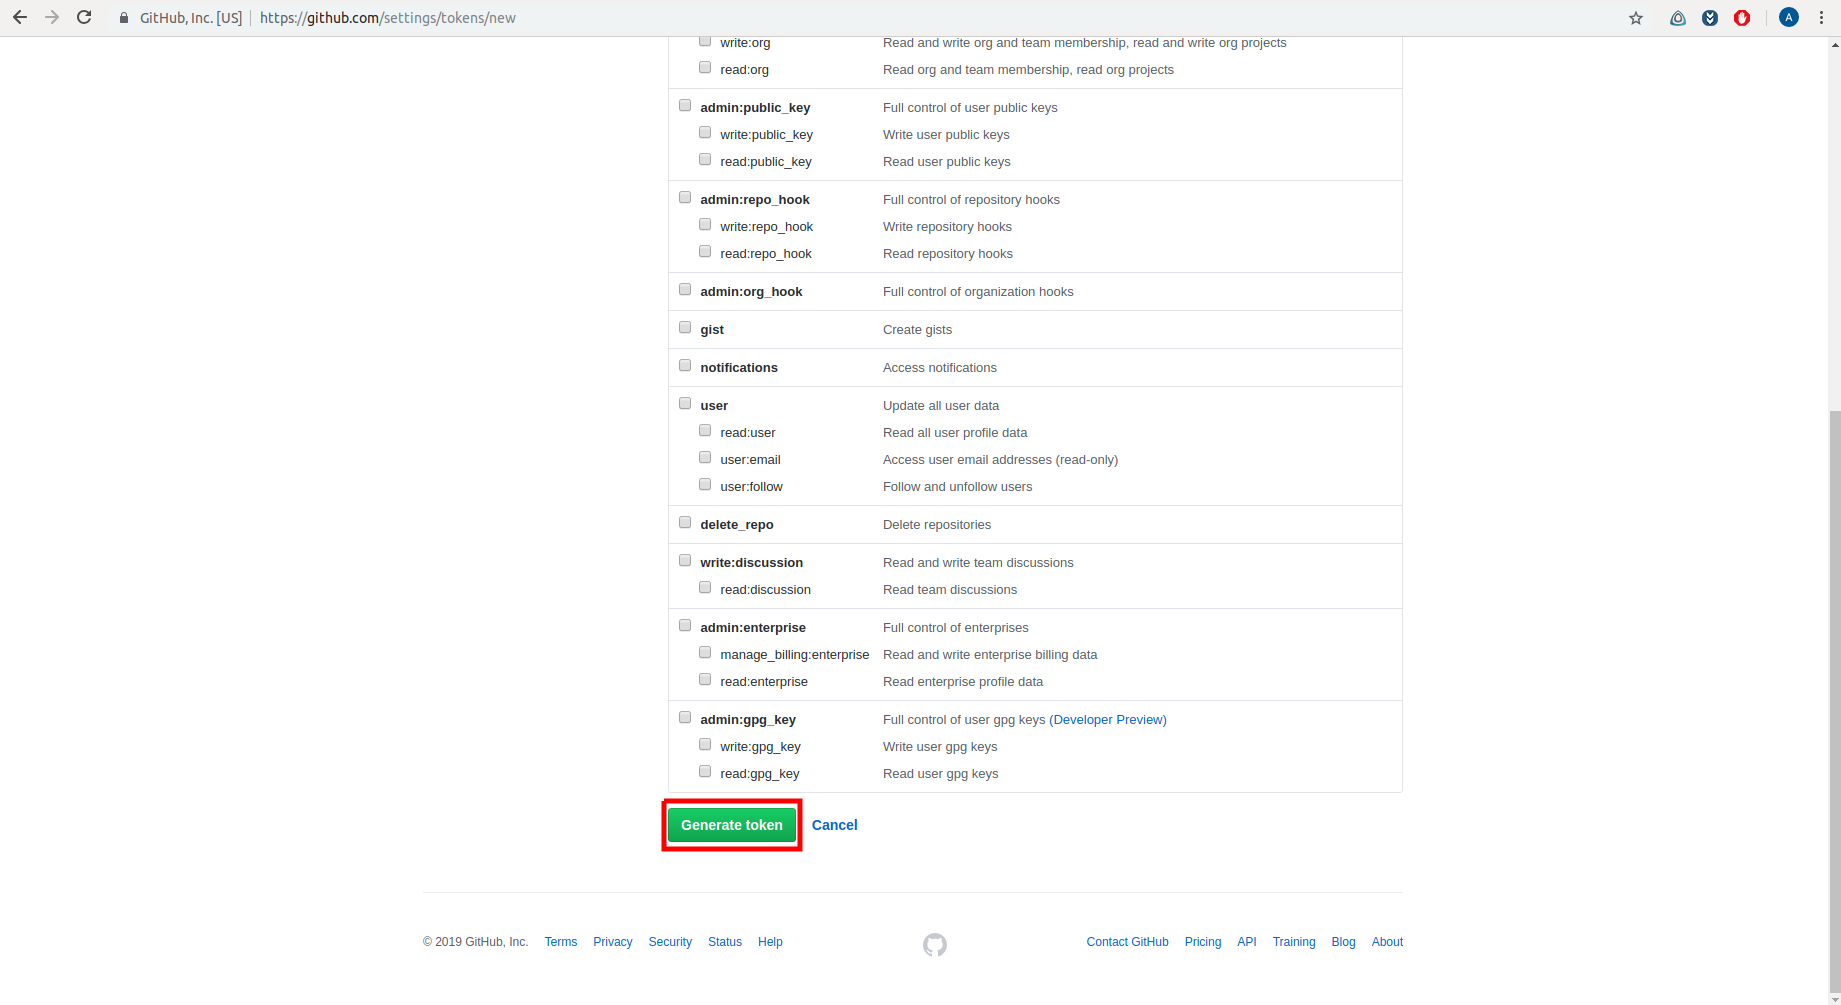 GitHub, Inc. [US] https://github.com/settings/tokens/new
A
write:org Read and write org and team membership, read and write org projects
read:org Read org and team membership, read org projects
admin:public_key Full control of user public keys
write:public_key Write user public keys
read:public_key Read user public keys
admin:repo_hook Full control of repository hooks
write:repo_hook Write repository hooks
read:repo_hook Read repository hooks
admin:org_hook Full control of organization hooks
gist Create gists
notifications Access notifications
user Update all user data
read:user Read all user profile data
user:email Access user email addresses (read-only)
user:follow Follow and unfollow users
delete_repo Delete repositories
write:discussion Read and write team discussions
read:discussion Read team discussions
admin:enterprise Full control of enterprises
manage_billing:enterprise Read and write enterprise billing data
read:enterprise Read enterprise profile data
admin:gpg_key Full control of user gpg keys (Developer Preview)
write:gpg_key Write user gpg keys
read:gpg_key Read user gpg keys
Generate token Cancel
© 2019 GitHub, Inc. Terms Privacy Security Status Help Contact GitHub Pricing API Training Blog About